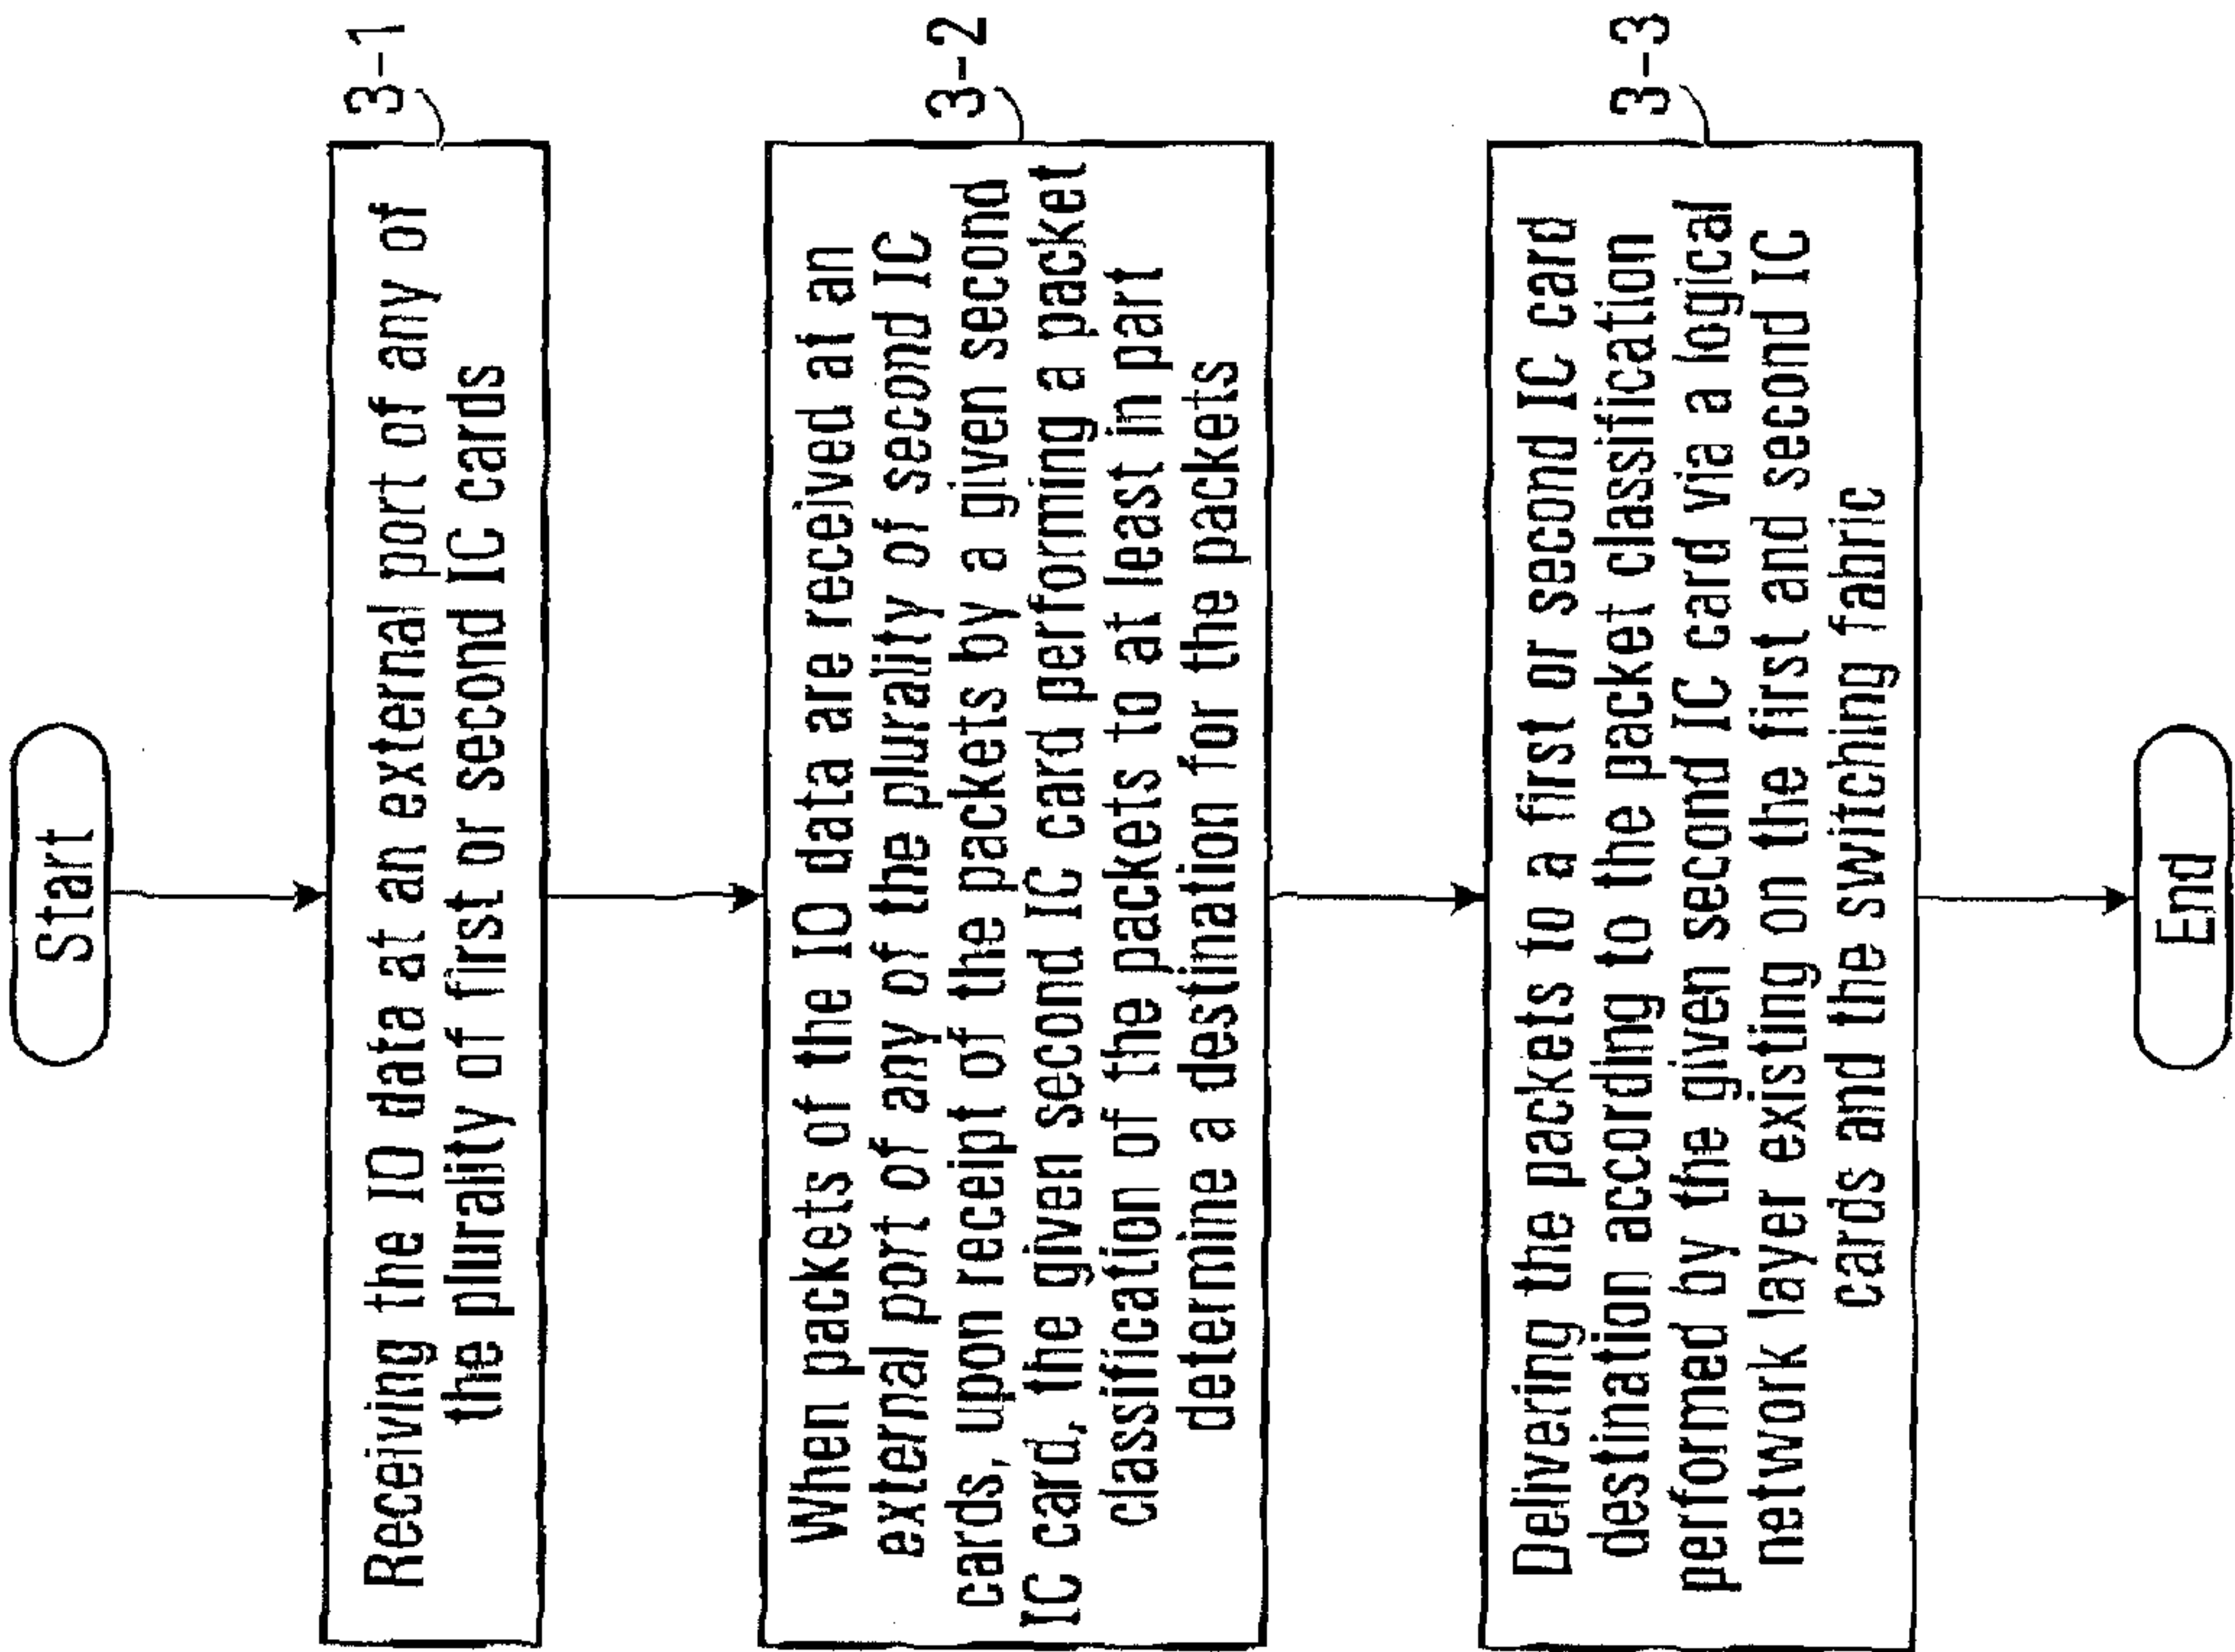 Start
3-1
Receiving the IO data at an external port of any of
the plurality of first or second IC cards
3-2
When packets of the IO data are received at an
external port of any of the plurality of second IC
cards, upon receipt of the packets by a given second
IC card, the given second IC card performing a packet
classification of the packets to at least in part
determine a destination for the packets
3-3
Delivering the packets to a first or second IC card
destination according to the packet classification
performed by the given second IC card via a logical
network layer existing on the first and second IC
cards and the switching fabric
End